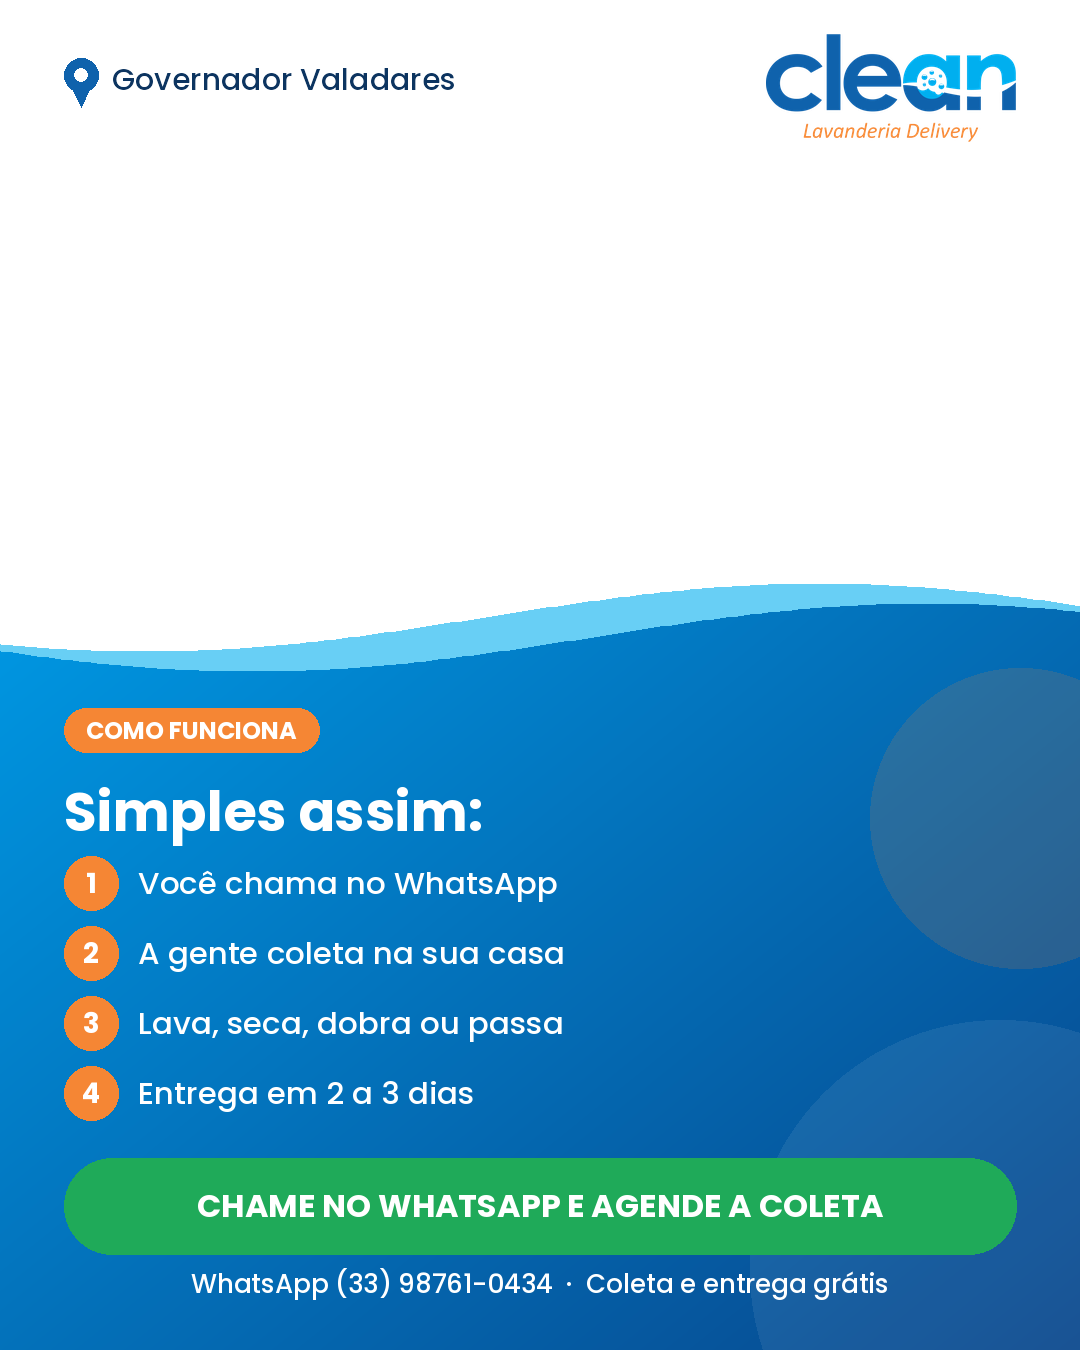 Governador Valadares
clean
Lavanderia Delivery
COMO FUNCIONA
Simples assim:
1 Você chama no WhatsApp
2 A gente coleta na sua casa
3 Lava, seca, dobra ou passa
4 Entrega em 2 a 3 dias
CHAME NO WHATSAPP E AGENDE A COLETA
WhatsApp (33) 98761-0434 · Coleta e entrega grátis